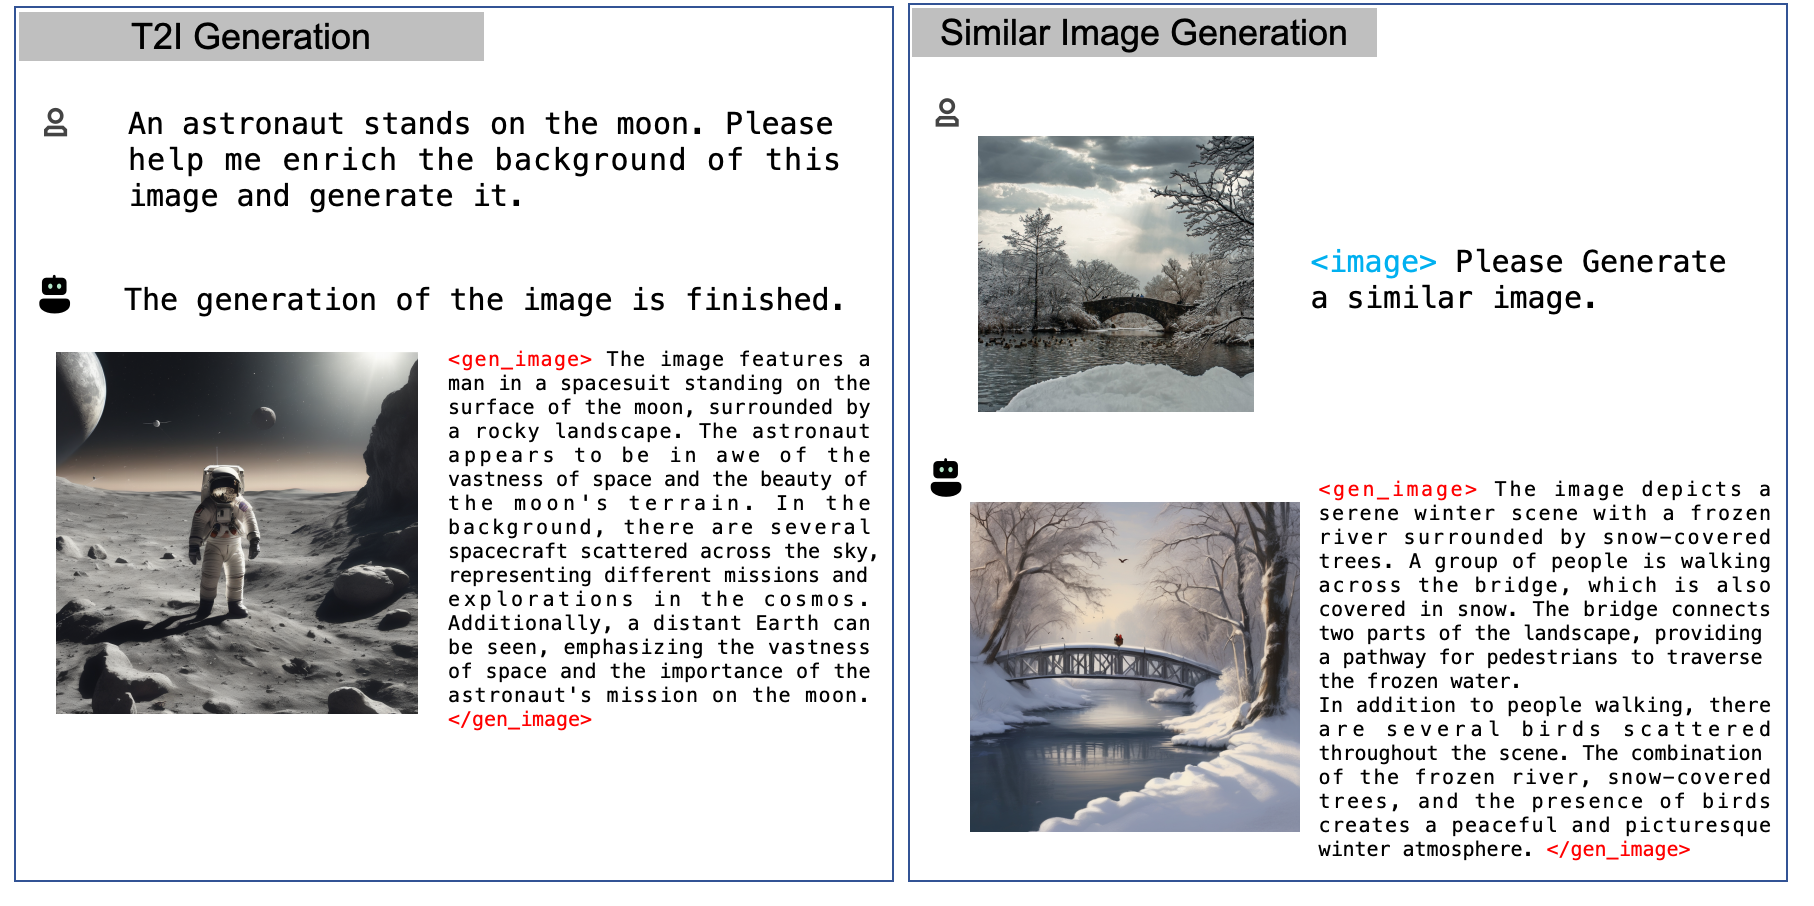 T2I Generation
An astronaut stands on the moon. Please
help me enrich the background of this
image and generate it.
The generation of the image is finished.
<gen_image> The image features a
man in a spacesuit standing on the
surface of the moon, surrounded by
a rocky landscape. The astronaut
appears to be in awe of the
vastness of space and the beauty of
the moon's terrain. In the
background, there are several
spacecraft scattered across the sky,
representing different missions and
explorations in the cosmos.
Additionally, a distant Earth can
be seen, emphasizing the vastness
of space and the importance of the
astronaut's mission on the moon.
</gen_image>
Similar Image Generation
<image> Please Generate
a similar image.
<gen_image> The image depicts a
serene winter scene with a frozen
river surrounded by snow-covered
trees. A group of people is walking
across the bridge, which is also
covered in snow. The bridge connects
two parts of the landscape, providing
a pathway for pedestrians to traverse
the frozen water.
In addition to people walking, there
are several birds scattered
throughout the scene. The combination
of the frozen river, snow-covered
trees, and the presence of birds
creates a peaceful and picturesque
winter atmosphere. </gen_image>